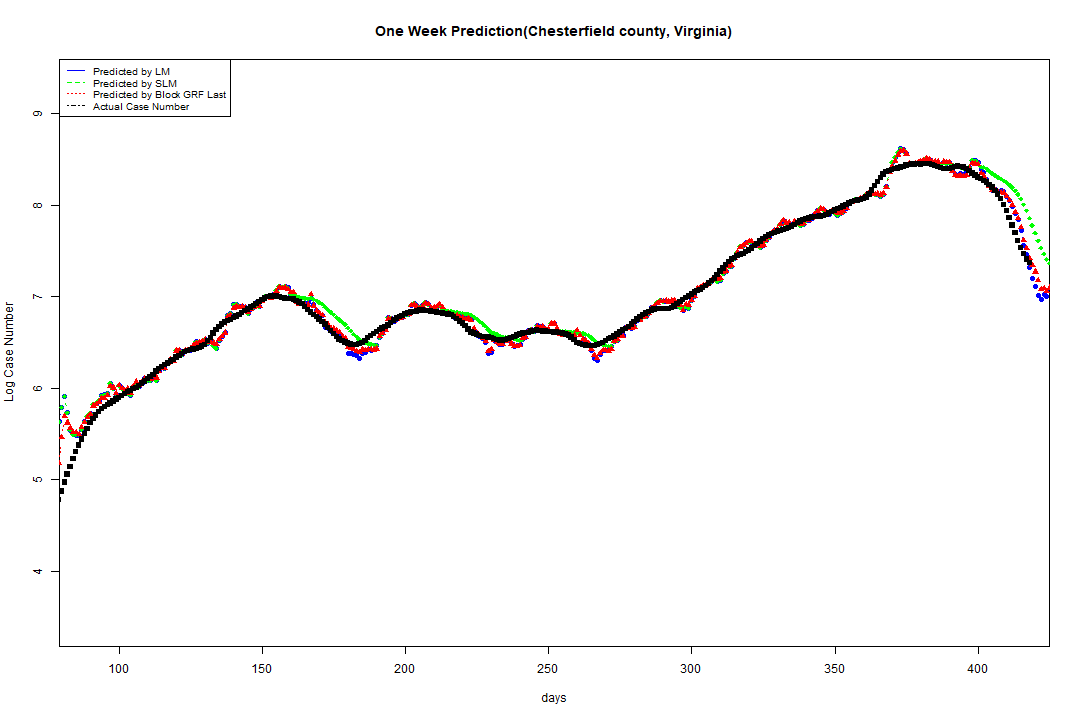 One Week Prediction(Chesterfield county, Virginia)
Predicted by LM
Predicted by SLM
Predicted by Block GRF Last
Actual Case Number
9
8
7
6
5
4
Log Case Number
100 150 200 250 300 350 400
days